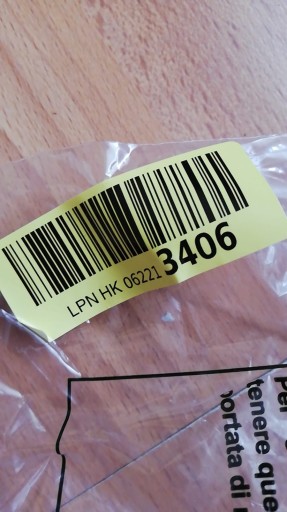 LPN HK 06221 3406
per
tenere que
portata di